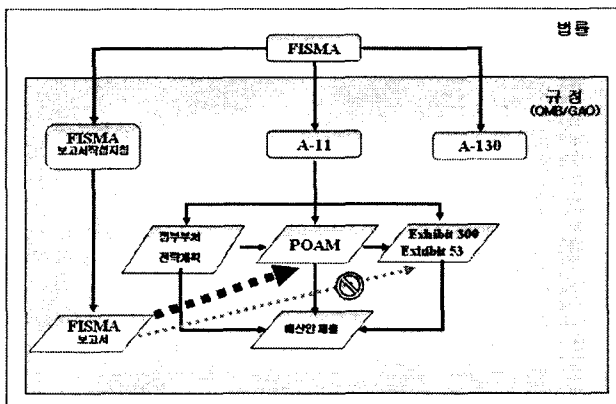 법률
FISMA
규정
(OMB/GAO)
FISMA
보고서작성지침
A-11
A-130
정부부처
전략계획
POAM
Exhibit 300
Exhibit 53
FISMA
보고서
예산안 제출